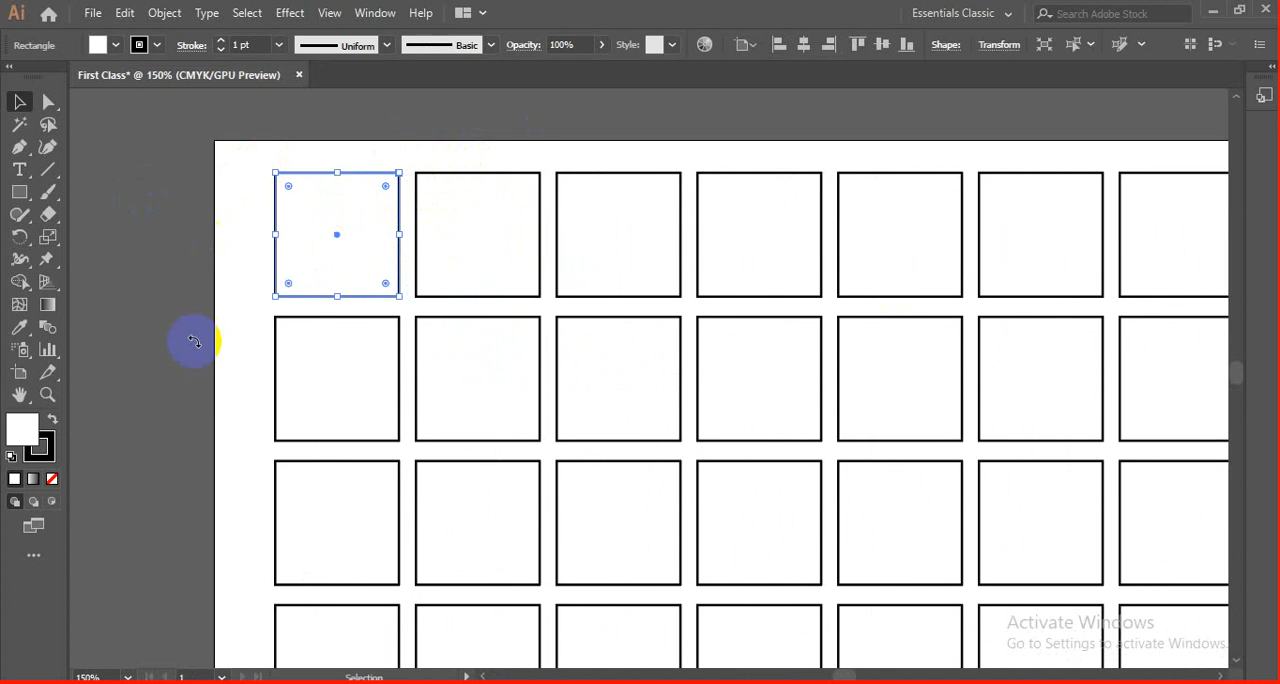 Ai File Edit Object Type Select Effect View Window Help Essentials Classic Search Adobe Stock
Rectangle Stroke: 1 pt Uniform Basic Opacity: 100% Style: Shape: Transform
First Class* @ 150% (CMYK/GPU Preview) ×
T
Activate Windows
Go to Settings to activate Windows.
150% 1 Selection